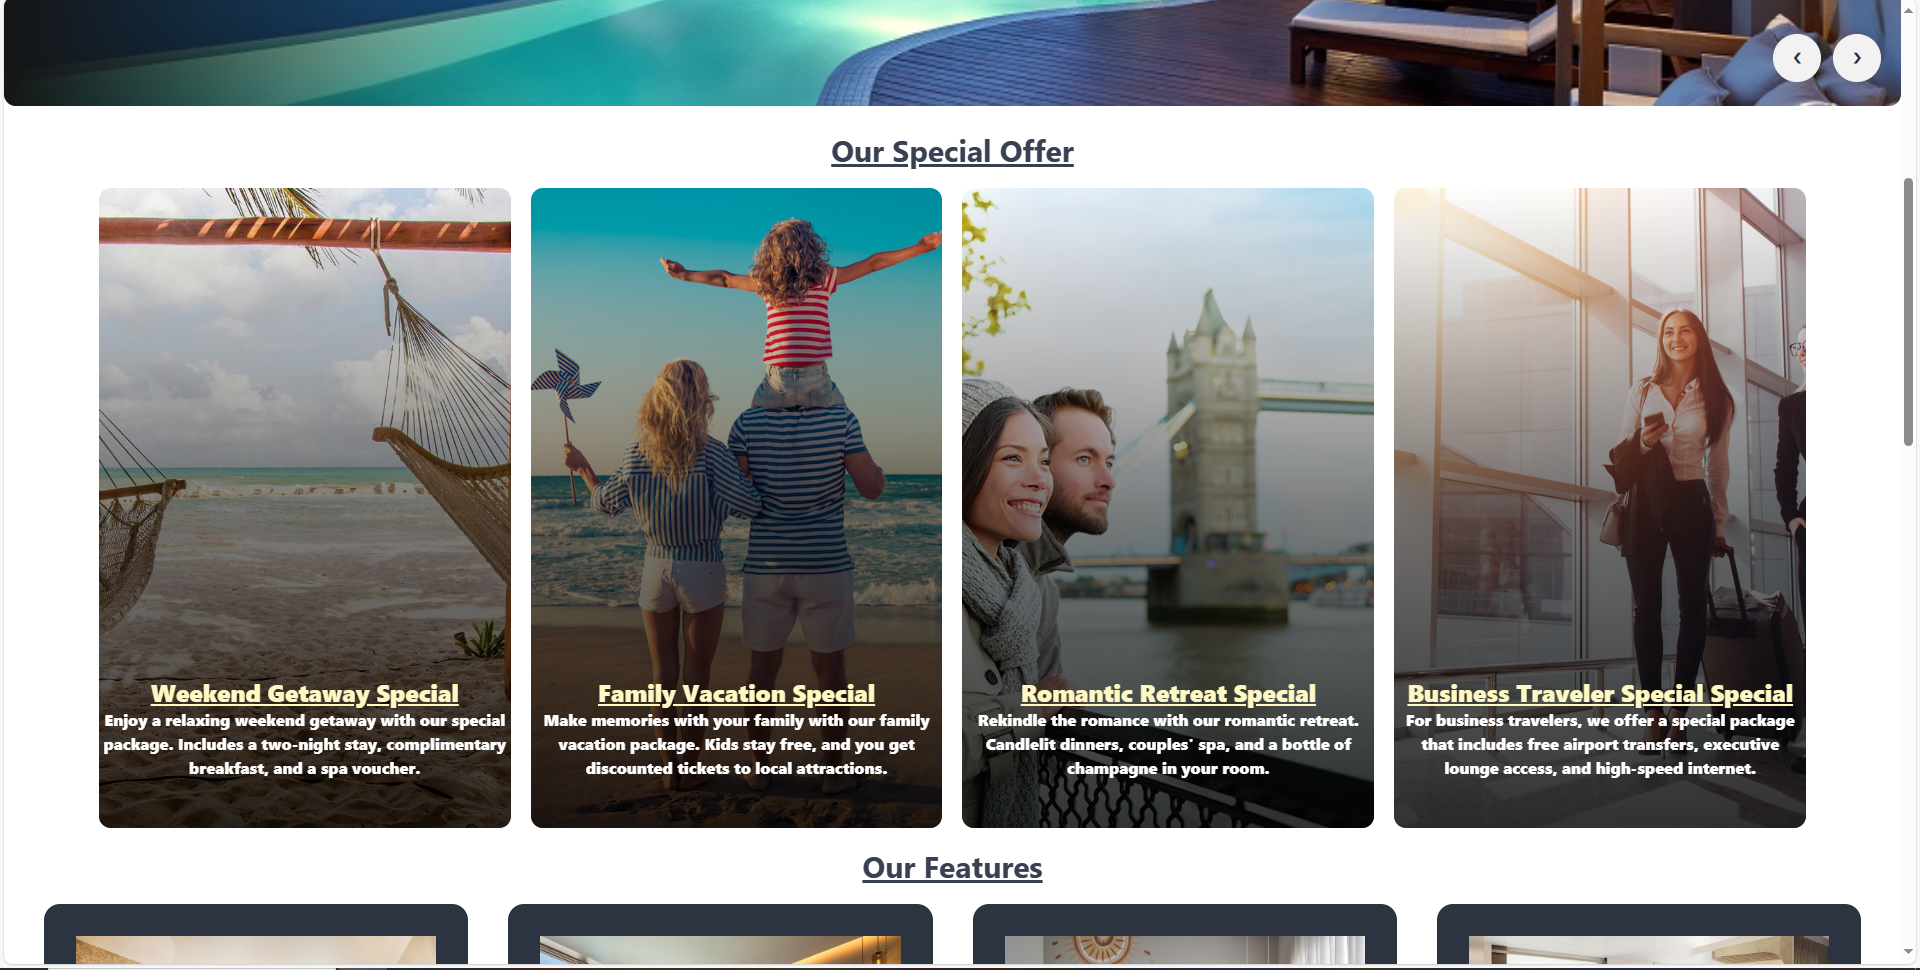 Our Special Offer
Weekend Getaway Special
Enjoy a relaxing weekend getaway with our special
package. Includes a two-night stay, complimentary
breakfast, and a spa voucher.
Family Vacation Special
Make memories with your family with our family
vacation package. Kids stay free, and you get
discounted tickets to local attractions.
Romantic Retreat Special
Rekindle the romance with our romantic retreat.
Candlelit dinners, couples' spa, and a bottle of
champagne in your room.
Business Traveler Special Special
For business travelers, we offer a special package
that includes free airport transfers, executive
lounge access, and high-speed internet.
Our Features